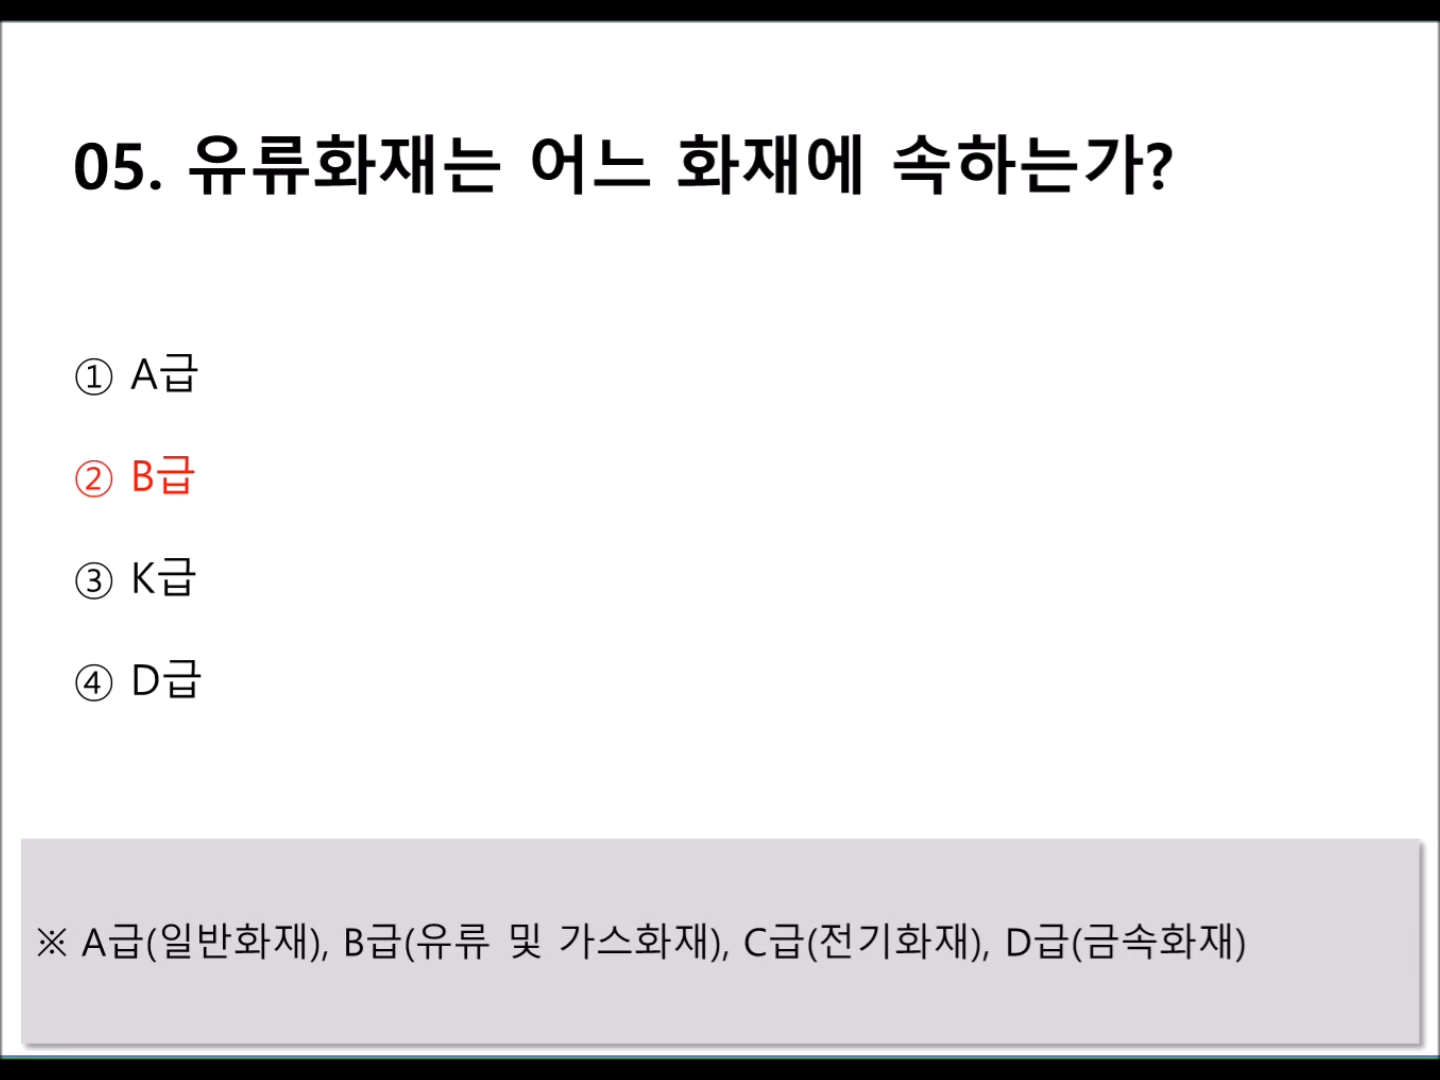 05. 유류화재는 어느 화재에 속하는가?
① A급
② B급
③ K급
④ D급
※ A급(일반화재), B급(유류 및 가스화재), C급(전기화재), D급(금속화재)